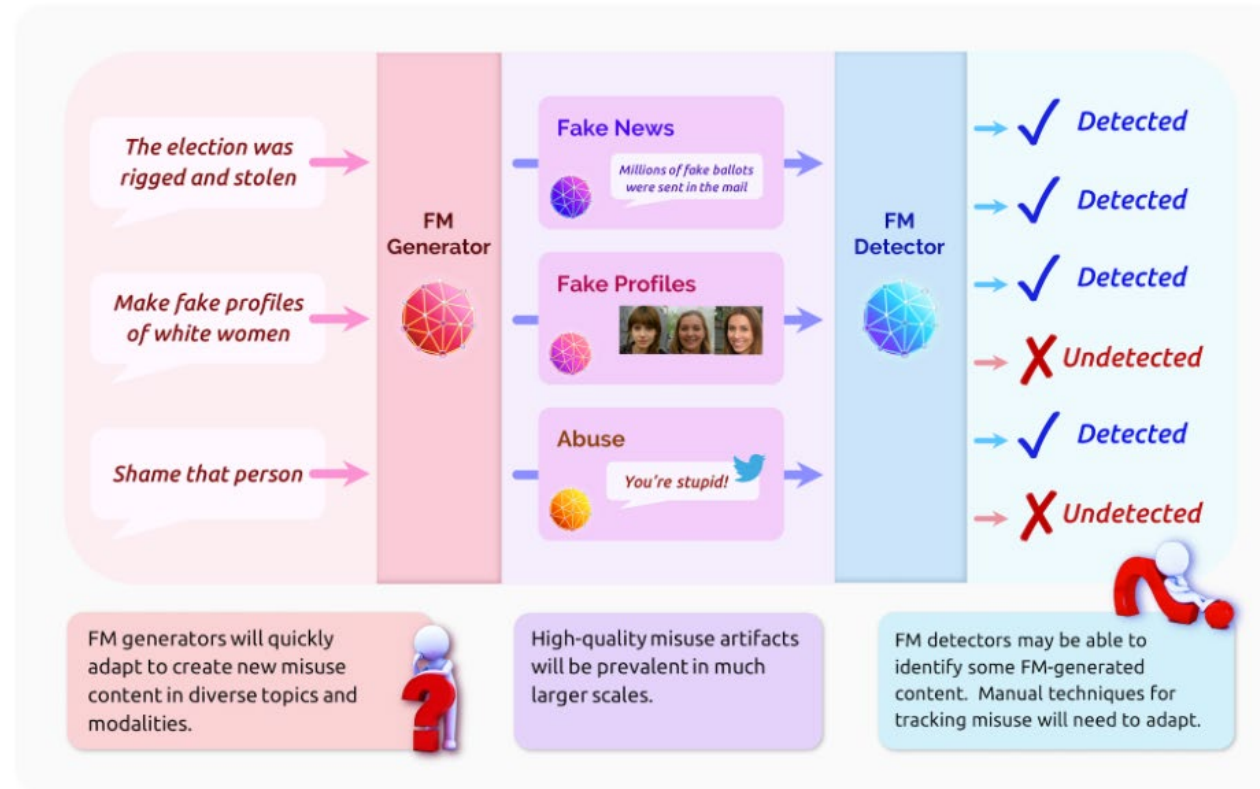 The election was
rigged and stolen
Make fake profiles
of white women
Shame that person
FM
Generator
Fake News
Millions of fake ballots
were sent in the mail
Fake Profiles
Abuse
You're stupid!
FM
Detector
Detected
Detected
Detected
Undetected
Detected
Undetected
FM generators will quickly
adapt to create new misuse
content in diverse topics and
modalities.
High-quality misuse artifacts
will be prevalent in much
larger scales.
FM detectors may be able to
identify some FM-generated
content. Manual techniques for
tracking misuse will need to adapt.